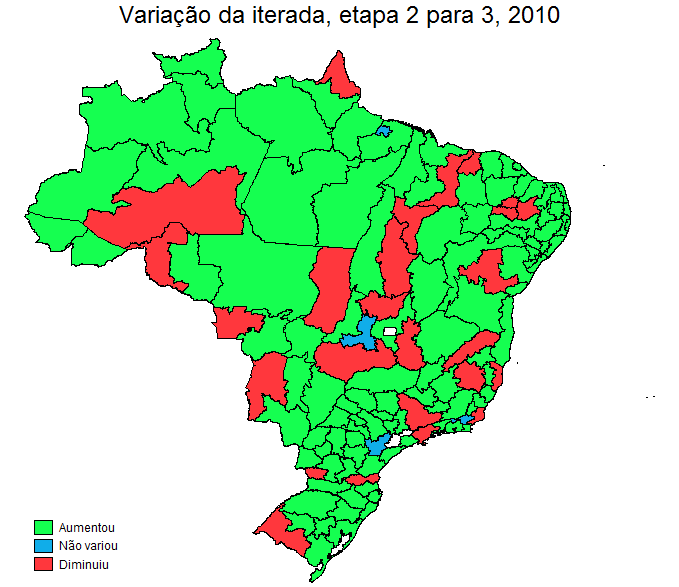 Variação da iterada, etapa 2 para 3, 2010
Aumentou
Não variou
Diminuiu